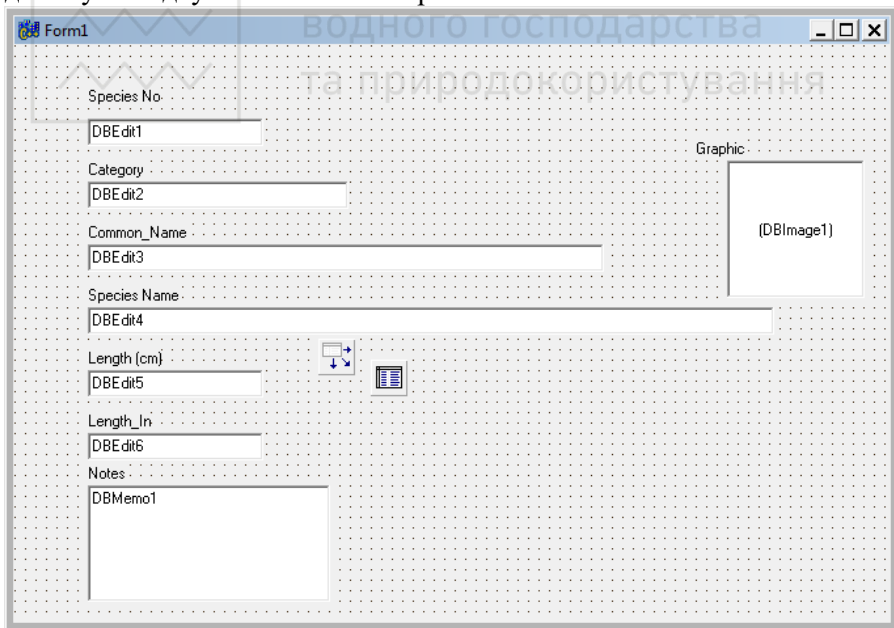 водного господарства
Form1
та природокористування
Species No
DBEdit1
Graphic
Category
DBEdit2
(DBImage1)
Common_Name
DBEdit3
Species Name
DBEdit4
Length (cm)
DBEdit5
Length_In
DBEdit6
Notes
DBMemo1